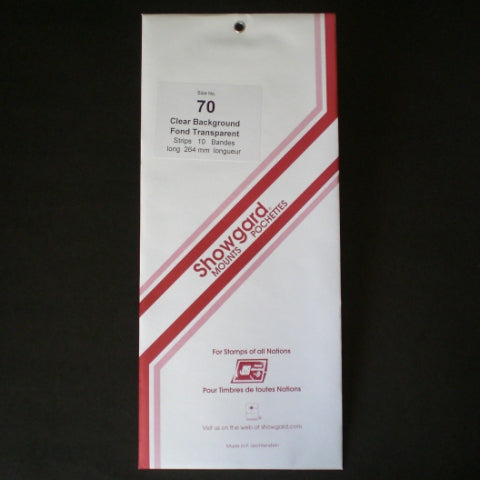 Size No.
70
Clear Background
Fond Transparent
Strips 10 Bandes
long 264 mm longueur
Showgard®
MOUNTS POCHETTES
For Stamps of all Nations
Pour Timbres de toutes Nations
Visit us on the web at showgard.com
Made in